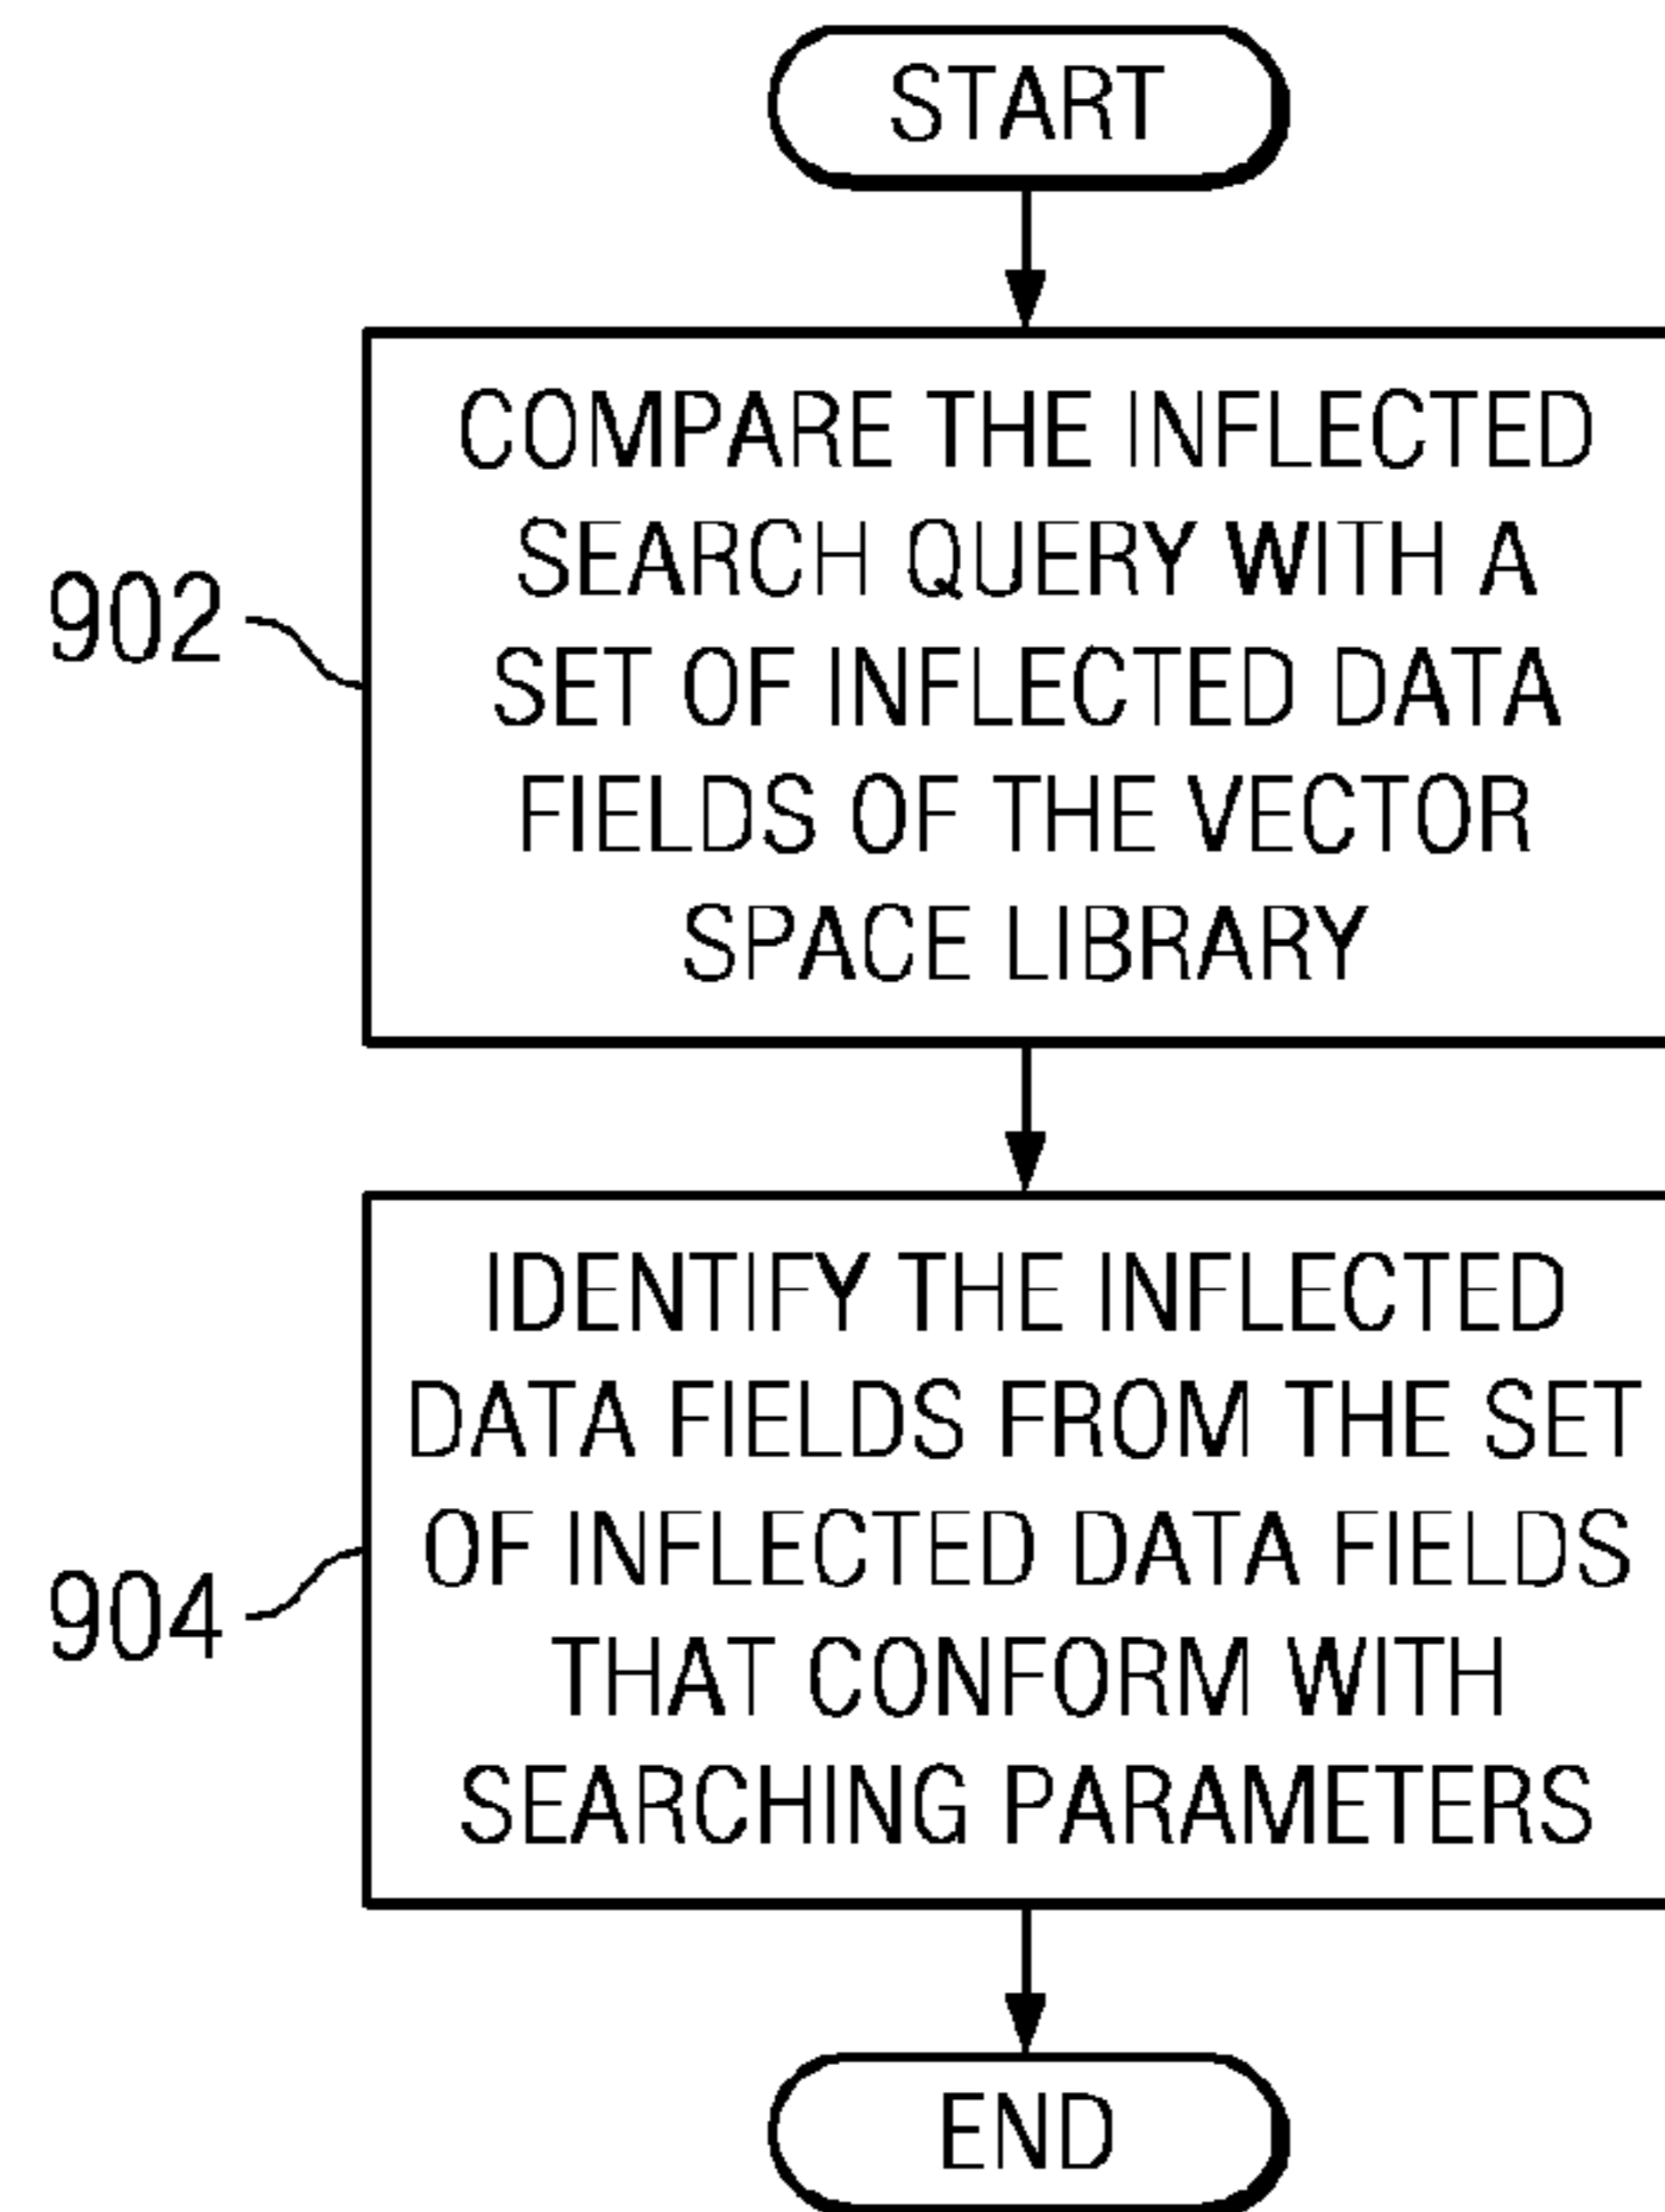 START
COMPARE THE INFLECTED
SEARCH QUERY WITH A
SET OF INFLECTED DATA
FIELDS OF THE VECTOR
SPACE LIBRARY
902
IDENTIFY THE INFLECTED
DATA FIELDS FROM THE SET
OF INFLECTED DATA FIELDS
THAT CONFORM WITH
SEARCHING PARAMETERS
904
END